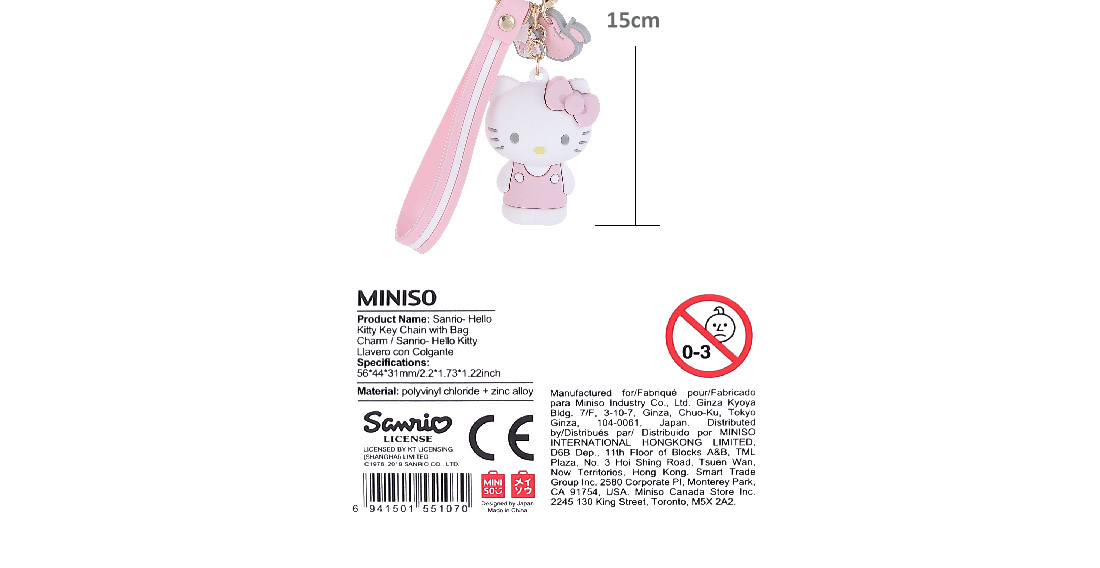 15cm
MINISO
Product Name: Sanrio- Hello
Kitty Key Chain with Bag
Charm / Sanrio- Hello Kitty
Llavero con Colgante
Specifications:
56*44*31mm/2.2*1.73*1.22inch
Material: polyvinyl chloride + zinc alloy
Sanrio
LICENSE
LICENSED BY KT LICENSING
(SHANGHAI) LIMITED
©1976, 2019 SANRIO CO., LTD.
CE
6 941501 551070
MINI
SO
メイ
ソウ
Designed by Japan
Made in China
0-3
Manufactured for/Fabriqué pour/Fabricado
para Miniso Industry Co., Ltd. Ginza Kyoya
Bldg. 7/F, 3-10-7, Ginza, Chuo-Ku, Tokyo
Ginza, 104-0061, Japan. Distributed
by/Distribués par/ Distribuido por MINISO
INTERNATIONAL HONGKONG LIMITED,
D6B Dep., 11th Floor of Blocks A&B, TML
Plaza, No. 3 Hoi Shing Road, Tsuen Wan,
New Territories, Hong Kong. Smart Trade
Group Inc. 2580 Corporate Pl, Monterey Park,
CA 91754, USA. Miniso Canada Store Inc.
2245 130 King Street, Toronto, M5X 2A2.